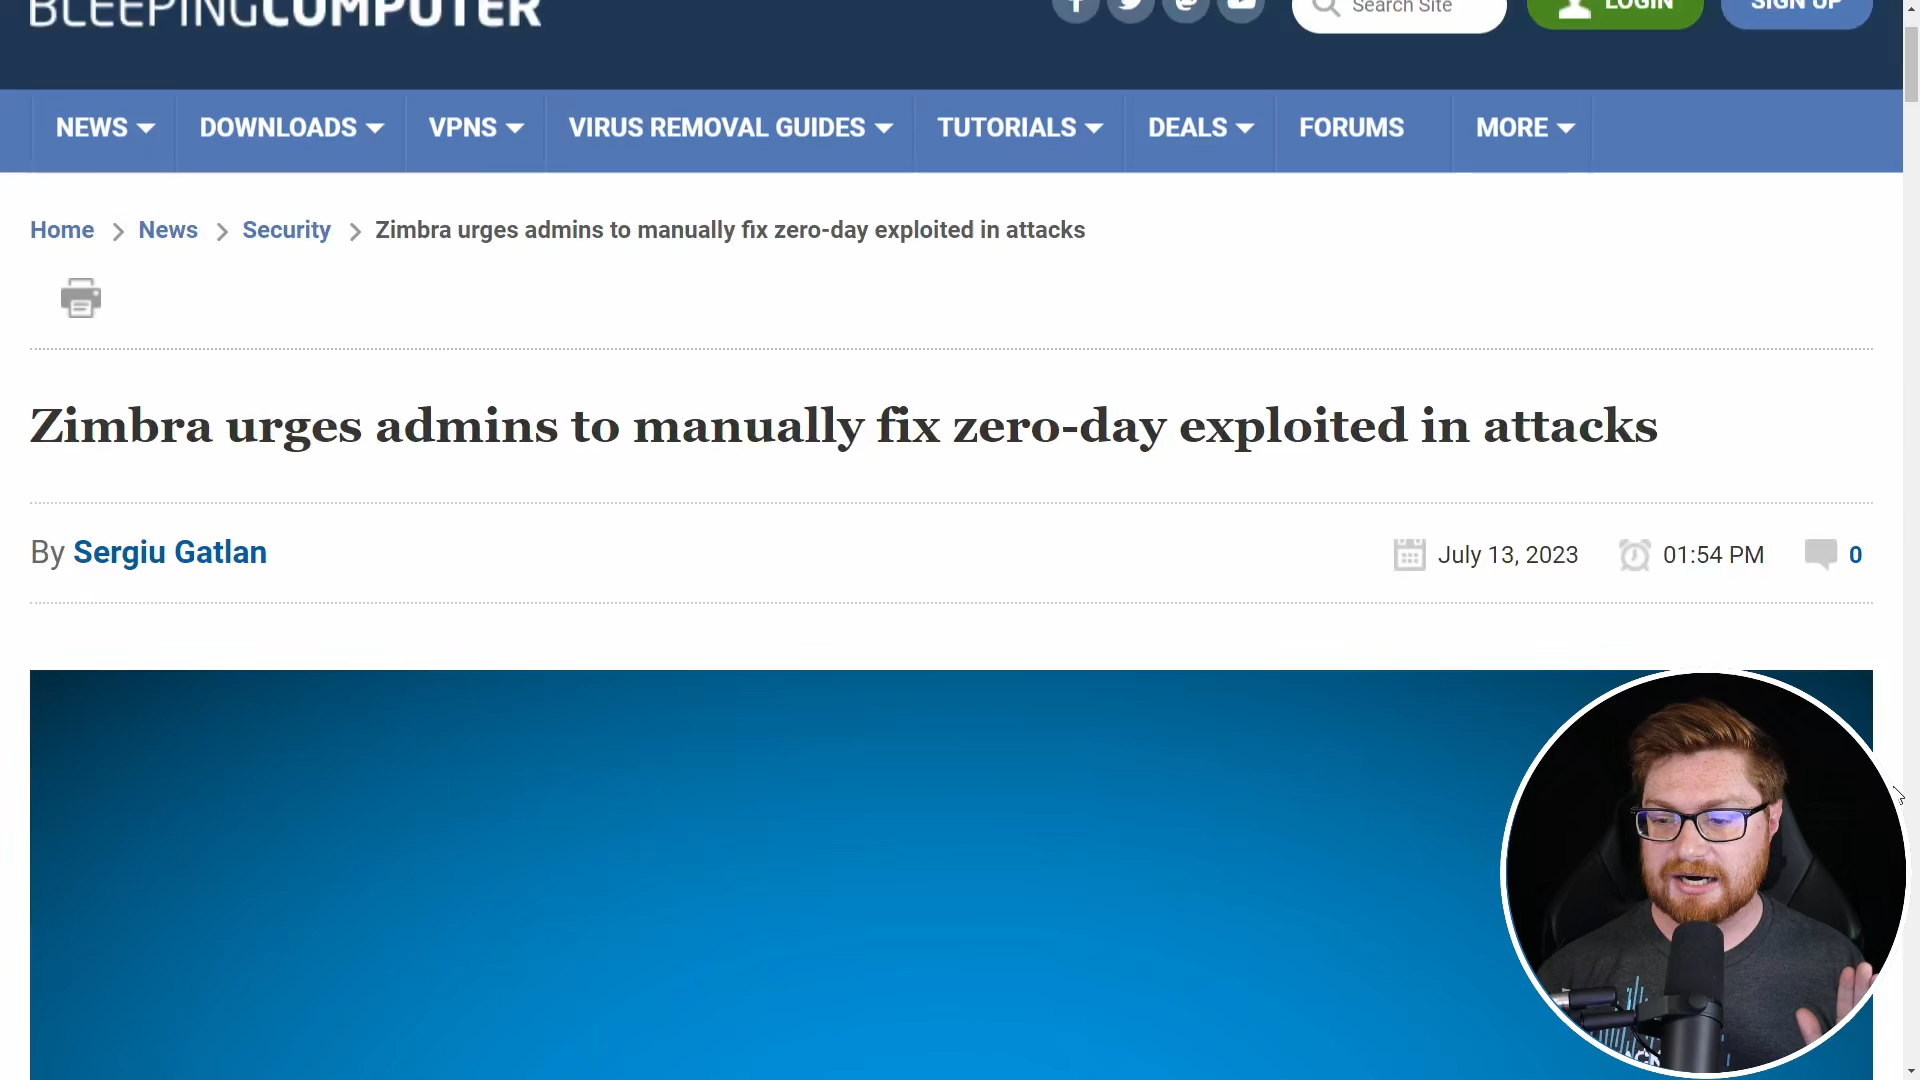 BLEEPINGCOMPUTER
Search Site
LOGIN
SIGN UP
NEWS DOWNLOADS VPNS VIRUS REMOVAL GUIDES TUTORIALS DEALS FORUMS MORE
Home > News > Security > Zimbra urges admins to manually fix zero-day exploited in attacks
Zimbra urges admins to manually fix zero-day exploited in attacks
By Sergiu Gatlan
July 13, 2023 01:54 PM 0